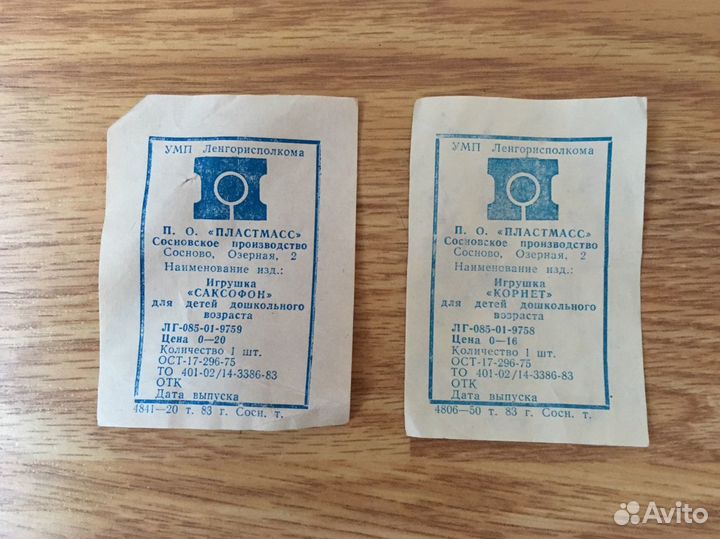 УМП Ленгорисполкома
П. О. «ПЛАСТМАСС»
Сосновское производство
Сосново, Озерная, 2
Наименование изд.:
Игрушка
«САКСОФОН»
для детей дошкольного
возраста
ЛГ-085-01-9759
Цена 0—20
Количество 1 шт.
ОСТ-17-296-75
ТО 401-02/14-3386-83
ОТК
Дата выпуска
4841—20 т. 83 г. Сосн. т.
УМП Ленгорисполкома
П. О. «ПЛАСТМАСС»
Сосновское производство
Сосново, Озерная, 2
Наименование изд.:
Игрушка
«КОРНЕТ»
для детей дошкольного
возраста
ЛГ-085-01-9758
Цена 0—16
Количество 1 шт.
ОСТ-17-296-75
ТО 401-02/14-3386-83
ОТК
Дата выпуска
4806—50 т. 83 г. Сосн. т.
Avito